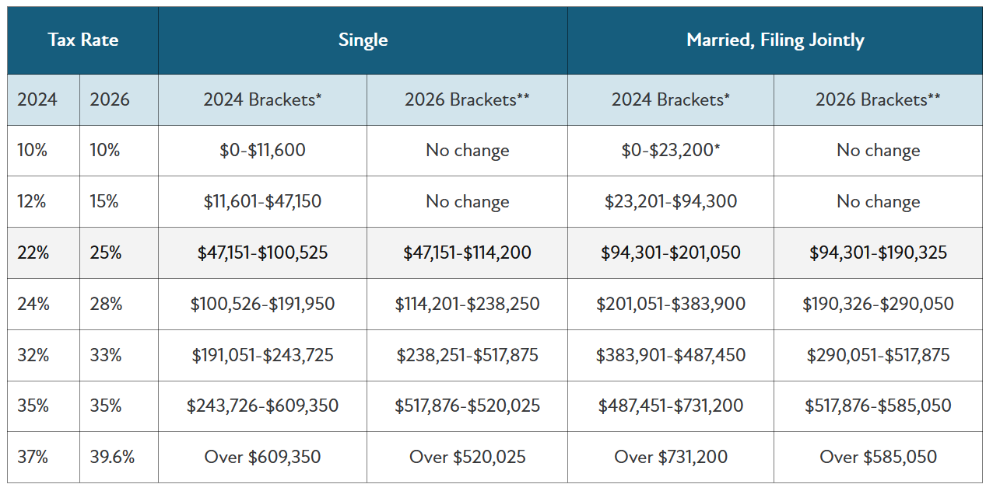 Tax Rate Single Married, Filing Jointly
2024 2026 2024 Brackets* 2026 Brackets** 2024 Brackets* 2026 Brackets**
10% 10% $0-$11,600 No change $0-$23,200* No change
12% 15% $11,601-$47,150 No change $23,201-$94,300 No change
22% 25% $47,151-$100,525 $47,151-$114,200 $94,301-$201,050 $94,301-$190,325
24% 28% $100,526-$191,950 $114,201-$238,250 $201,051-$383,900 $190,326-$290,050
32% 33% $191,051-$243,725 $238,251-$517,875 $383,901-$487,450 $290,051-$517,875
35% 35% $243,726-$609,350 $517,876-$520,025 $487,451-$731,200 $517,876-$585,050
37% 39.6% Over $609,350 Over $520,025 Over $731,200 Over $585,050